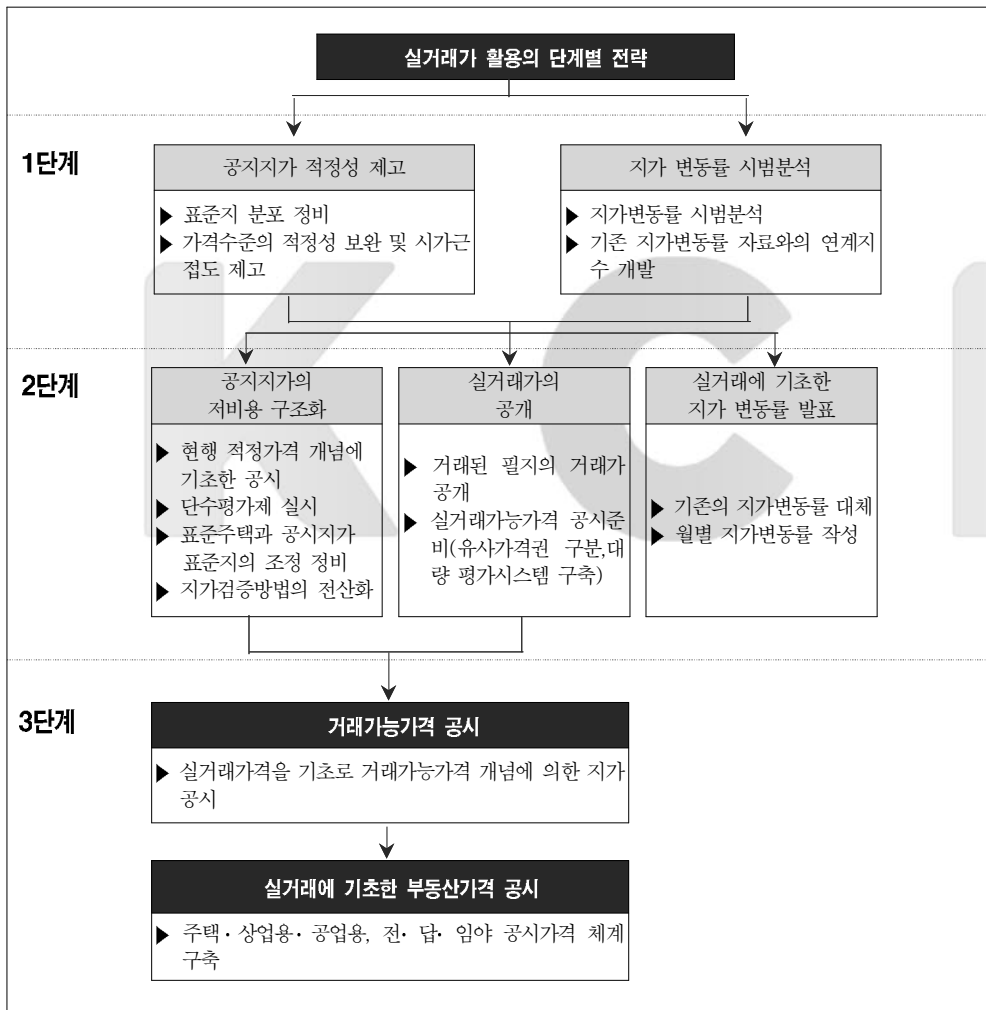 실거래가 활용의 단계별 전략
1단계
공지지가 적정성 제고
▶ 표준지 분포 정비
▶ 가격수준의 적정성 보완 및 시가근
접도 제고
지가 변동률 시범분석
▶ 지가변동률 시범분석
▶ 기존 지가변동률 자료와의 연계지
수 개발
2단계
공지지가의
저비용 구조화
▶ 현행 적정가격 개념에
기초한 공시
▶ 단수평가제 실시
▶ 표준주택과 공시지가
표준지의 조정 정비
▶ 지가검증방법의 전산화
실거래가의
공개
▶ 거래된 필지의 거래가
공개
▶ 실거래가능가격 공시준
비(유사가격권 구분,대
량 평가시스템 구축)
실거래에 기초한
지가 변동률 발표
▶ 기존의 지가변동률 대체
▶ 월별 지가변동률 작성
3단계
거래가능가격 공시
▶ 실거래가격을 기초로 거래가능가격 개념에 의한 지가
공시
실거래에 기초한 부동산가격 공시
▶ 주택·상업용·공업용, 전·답·임야 공시가격 체계
구축
KCI